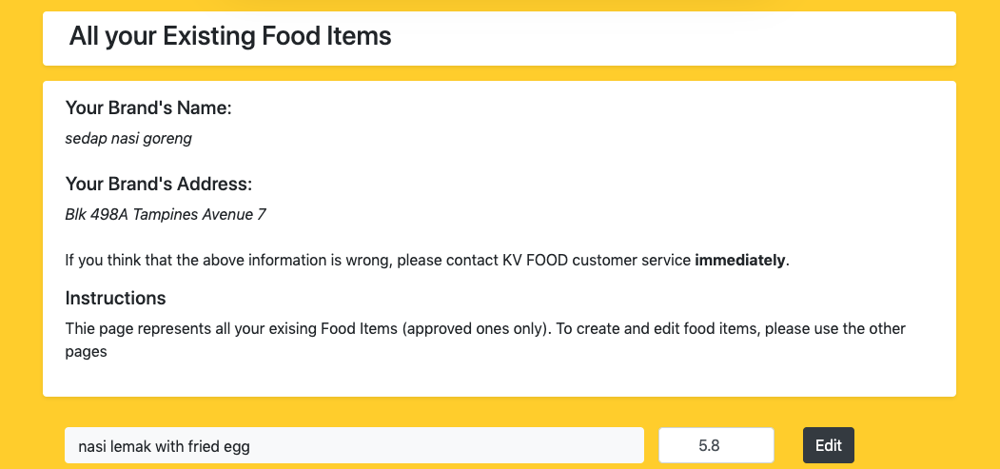 All your Existing Food Items
Your Brand's Name:
sedap nasi goreng
Your Brand's Address:
Blk 498A Tampines Avenue 7
If you think that the above information is wrong, please contact KV FOOD customer service immediately.
Instructions
Thie page represents all your exising Food Items (approved ones only). To create and edit food items, please use the other
pages
nasi lemak with fried egg 5.8 Edit